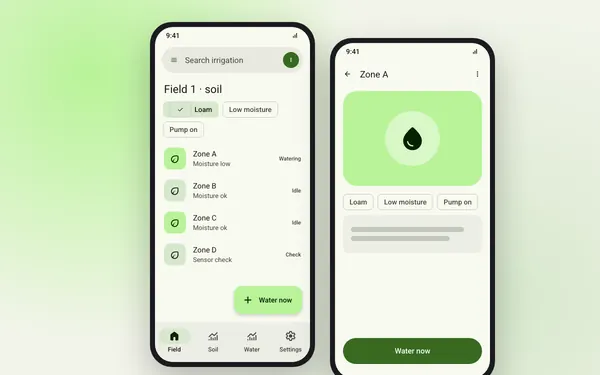 9:41
Search irrigation
Field 1 · soil
Loam
Low moisture
Pump on
Zone A
Moisture low
Watering
Zone B
Moisture ok
Idle
Zone C
Moisture ok
Idle
Zone D
Sensor check
Check
Water now
Field
Soil
Water
Settings
9:41
Zone A
Loam
Low moisture
Pump on
Water now